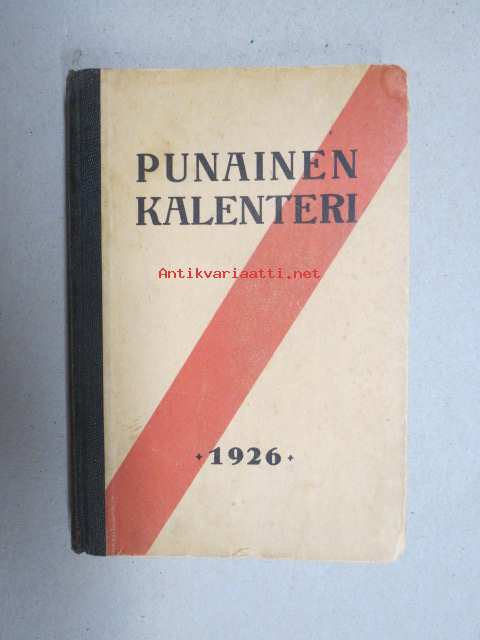 PUNAINEN
KALENTERI
Antikvariaatti.net
·1926·